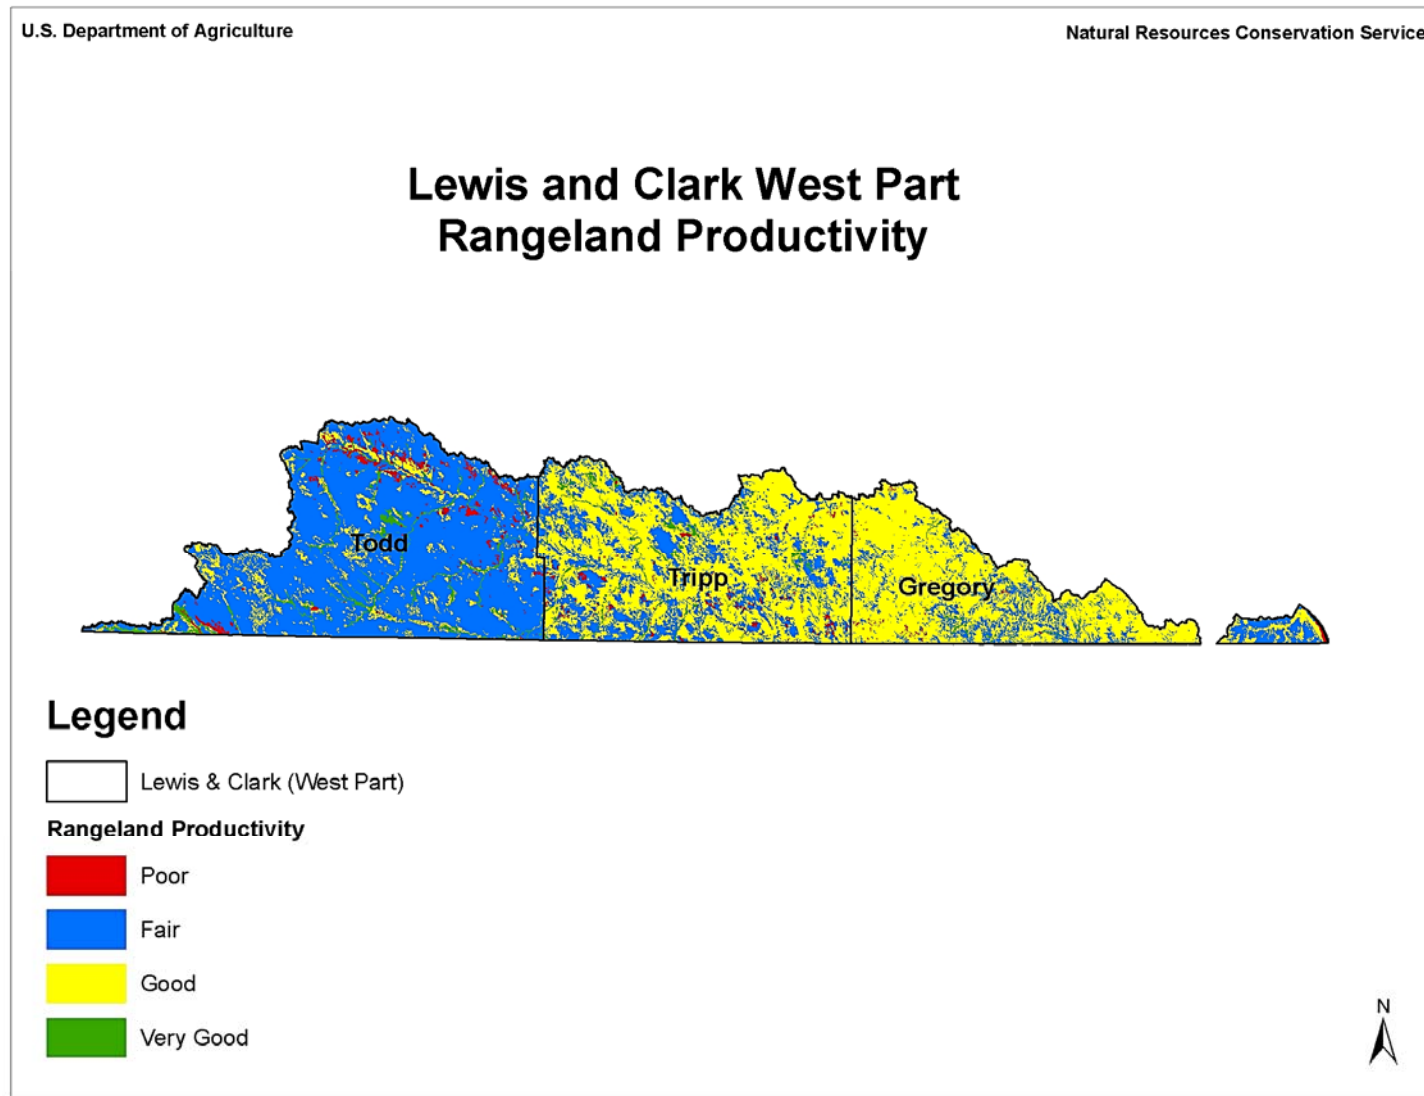 U.S. Department of Agriculture
Natural Resources Conservation Service
Lewis and Clark West Part
Rangeland Productivity
Todd
Tripp
Gregory
Legend
Lewis & Clark (West Part)
Rangeland Productivity
Poor
Fair
Good
Very Good
N